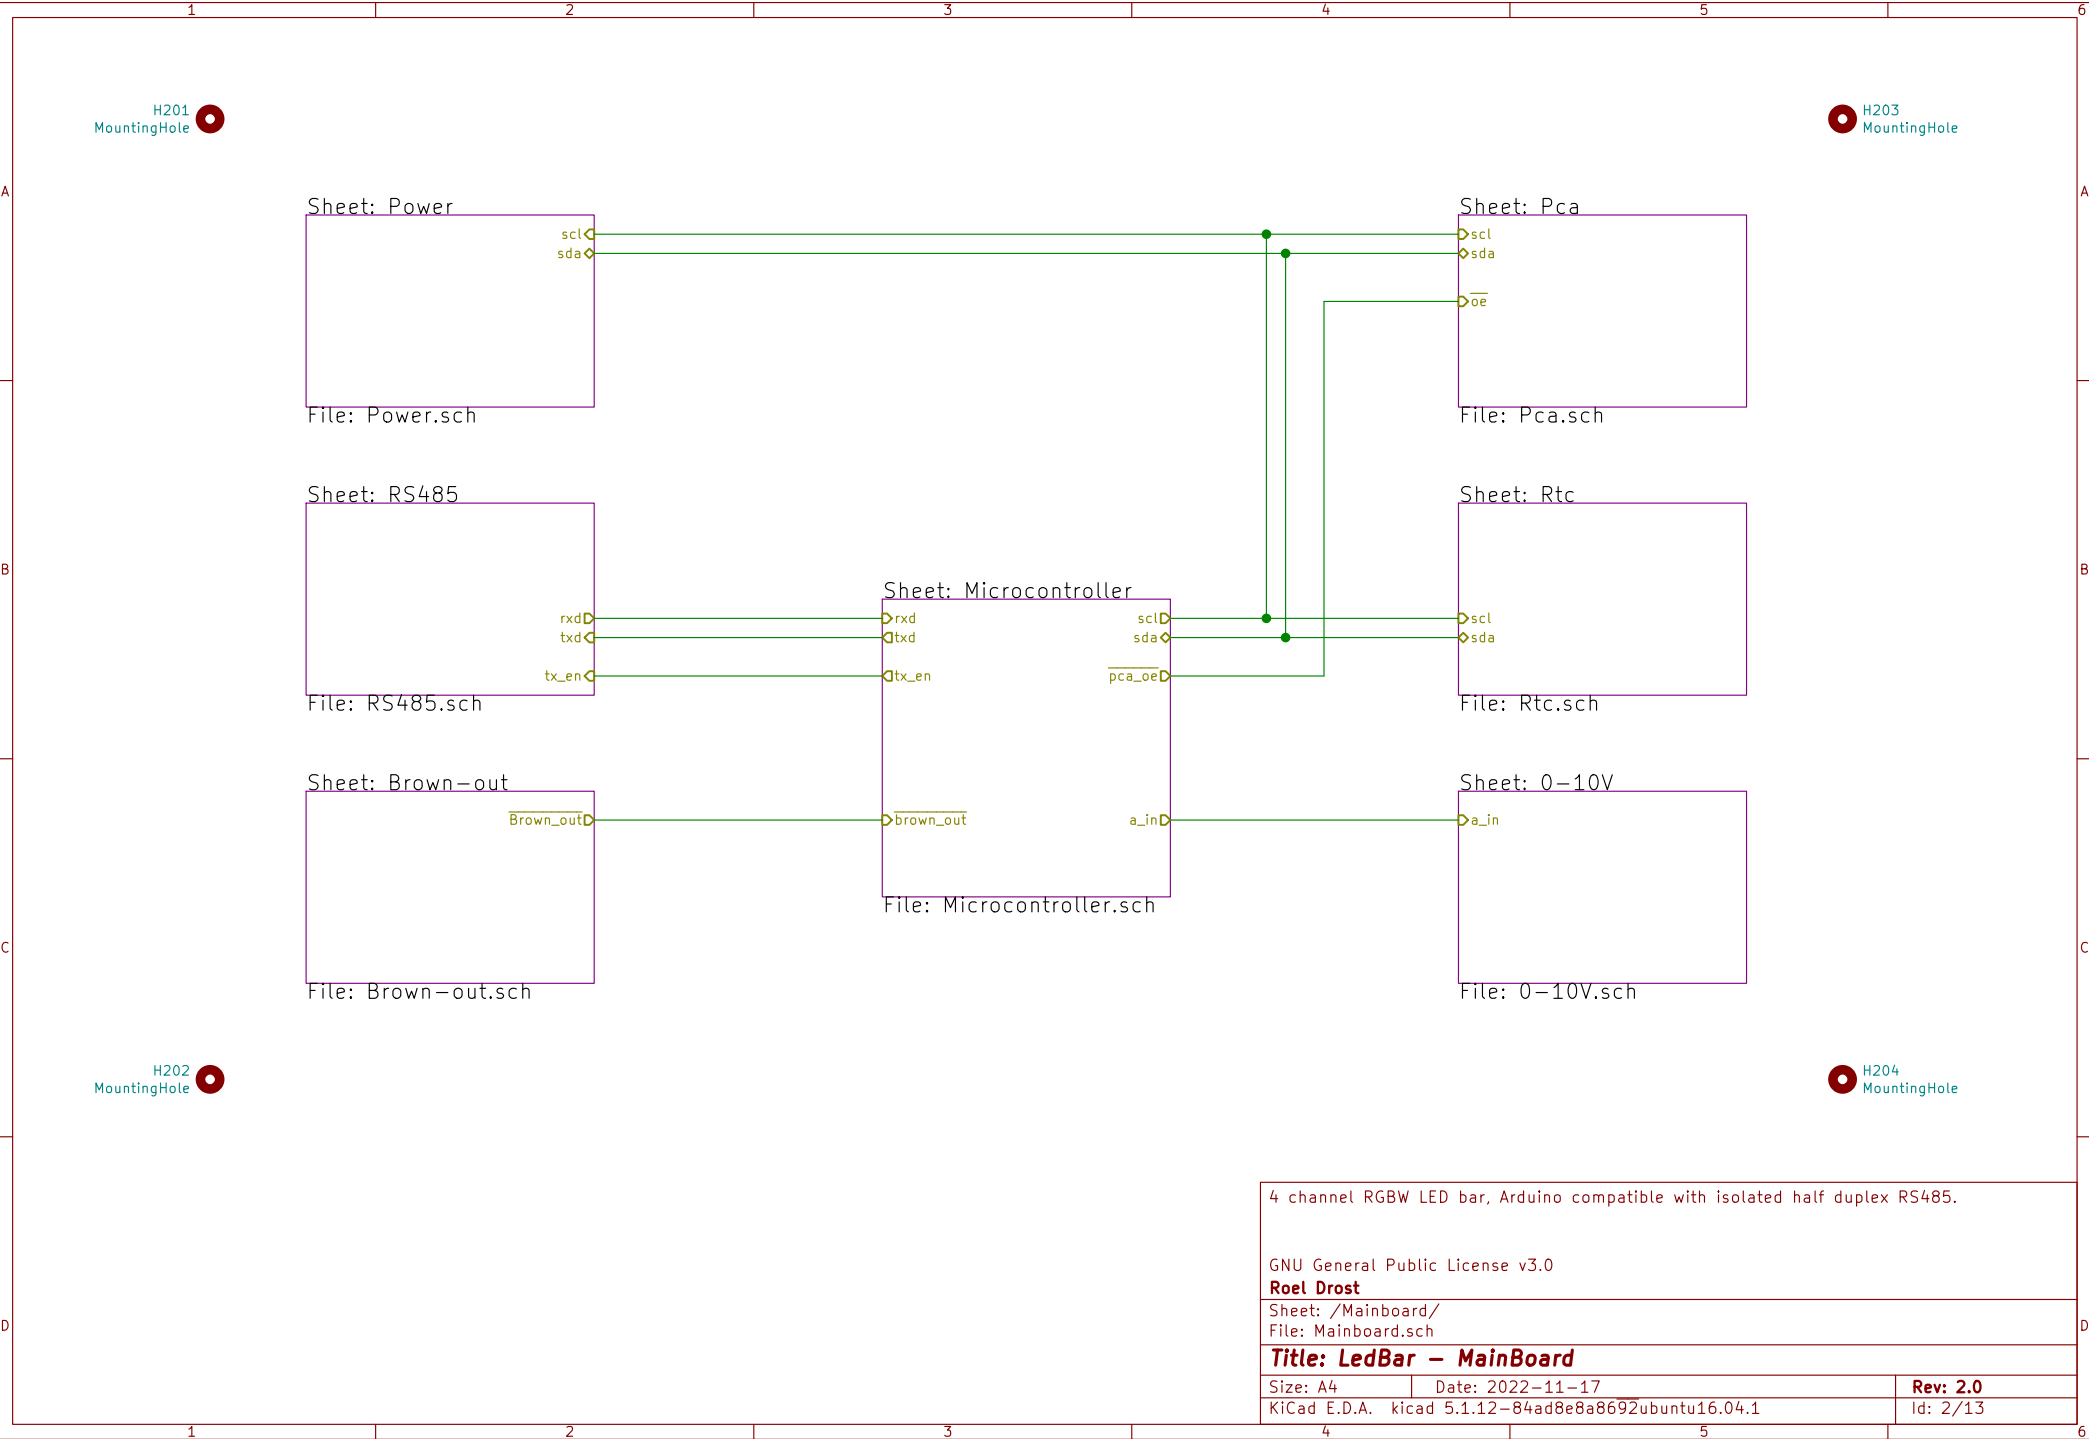 1 2 3 4 5 6
H201
MountingHole
H203
MountingHole
A A
Sheet: Power
scl
sda
File: Power.sch
Sheet: Pca
scl
sda
oe
File: Pca.sch
Sheet: RS485
rxd
txd
tx_en
File: RS485.sch
B B
Sheet: Microcontroller
rxd
txd
tx_en
brown_out
scl
sda
pca_oe
a_in
File: Microcontroller.sch
Sheet: Rtc
scl
sda
File: Rtc.sch
Sheet: Brown-out
Brown_out
File: Brown-out.sch
Sheet: 0-10V
a_in
File: 0-10V.sch
C C
H202
MountingHole
H204
MountingHole
4 channel RGBW LED bar, Arduino compatible with isolated half duplex RS485.
GNU General Public License v3.0
Roel Drost
Sheet: /Mainboard/
File: Mainboard.sch
D D
Title: LedBar - MainBoard
Size: A4 Date: 2022-11-17 Rev: 2.0
KiCad E.D.A. kicad 5.1.12-84ad8e8a8692ubuntu16.04.1 Id: 2/13
1 2 3 4 5 6